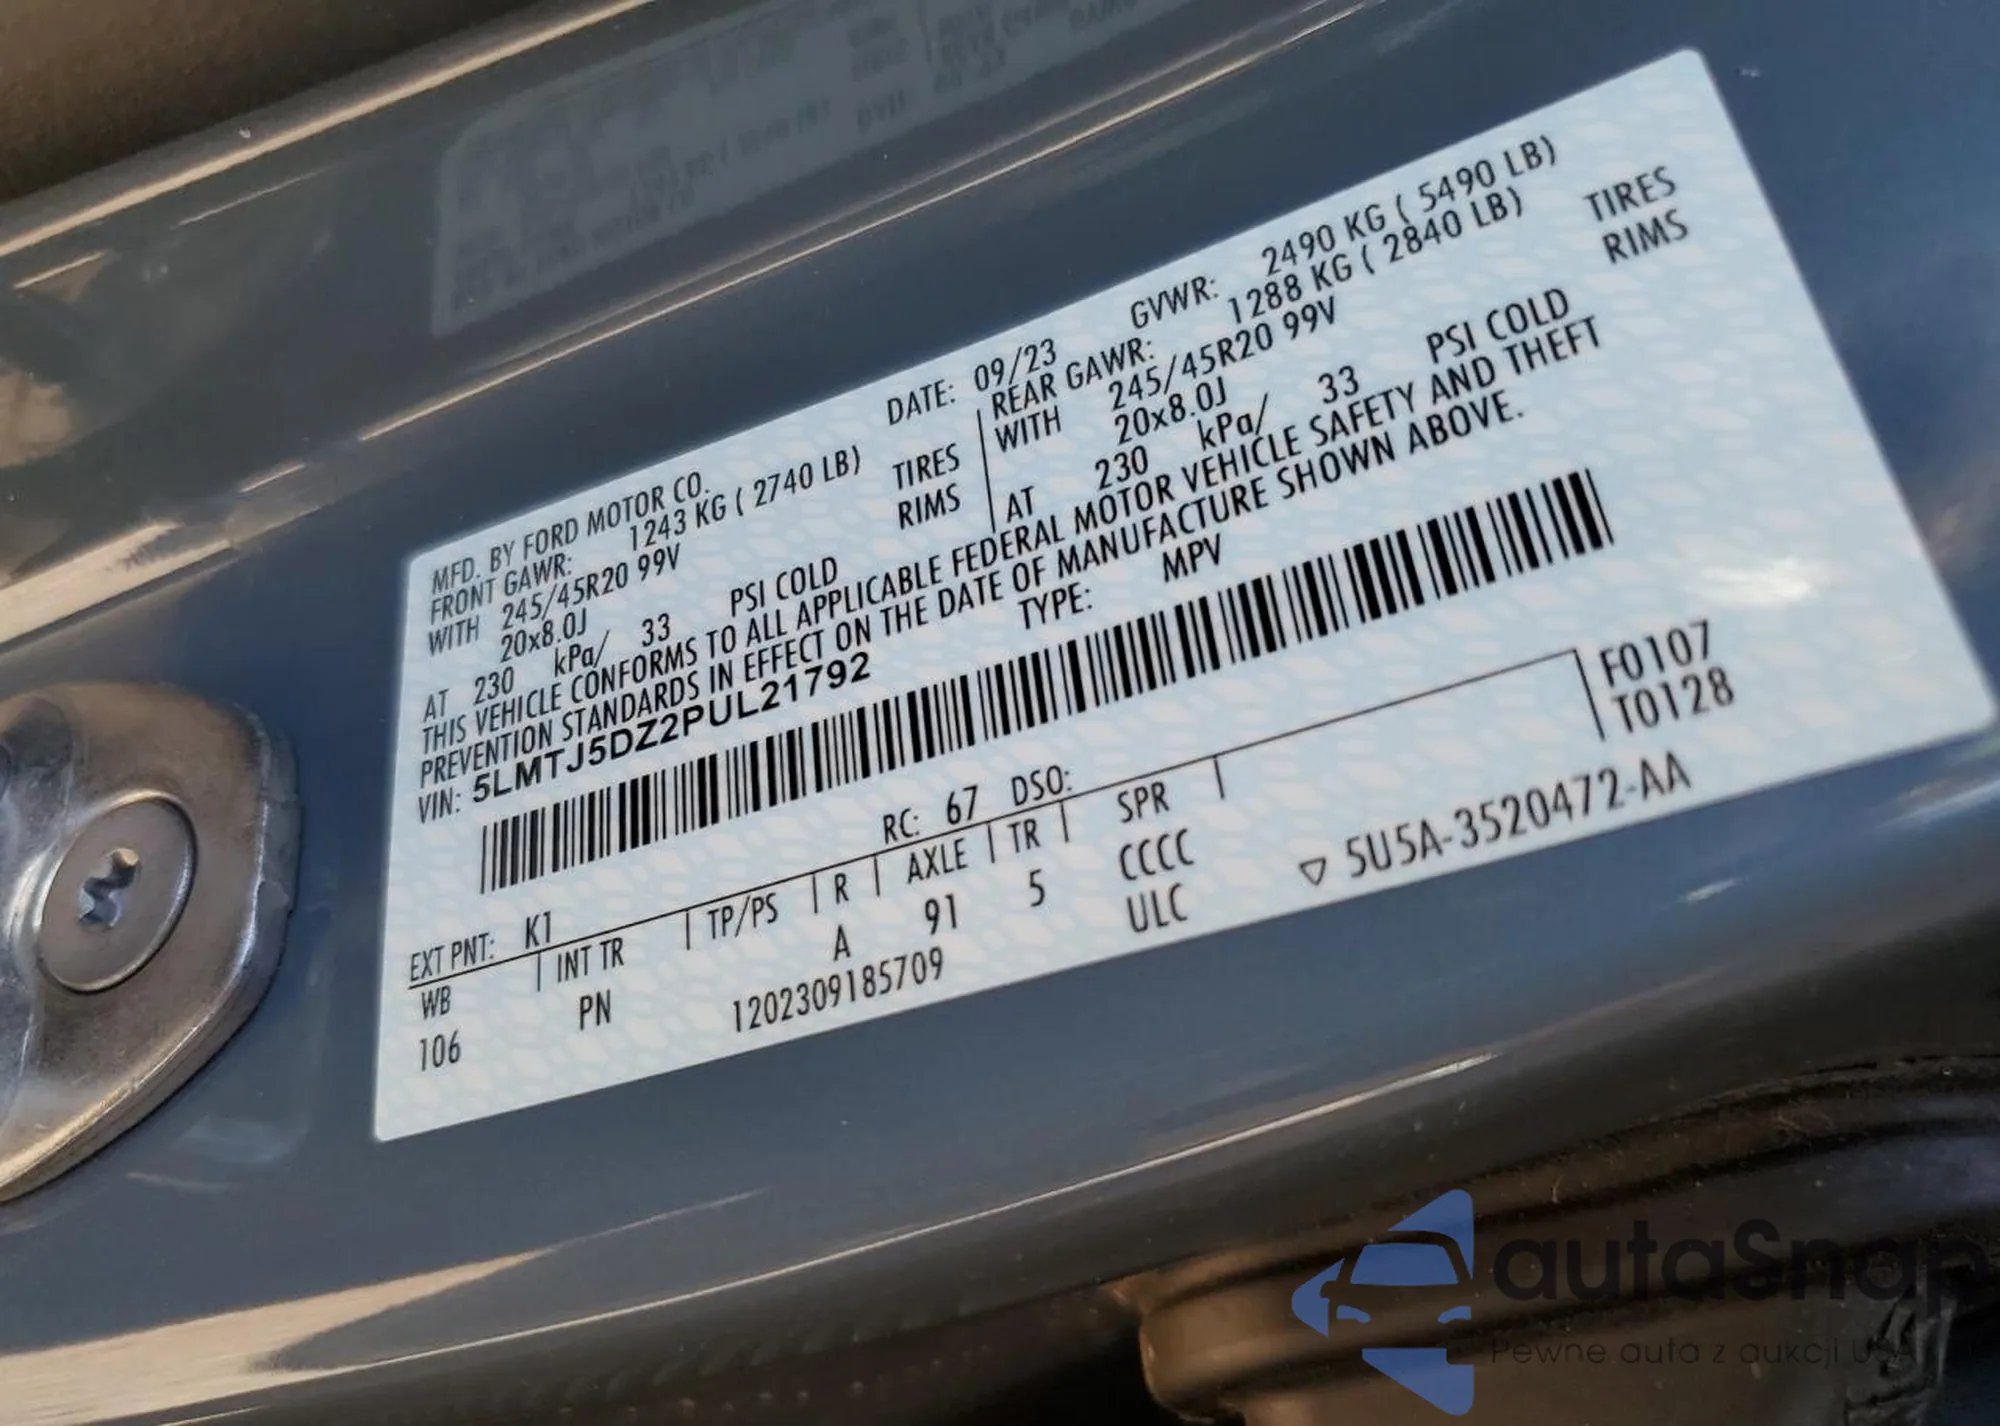 MFD. BY FORD MOTOR CO. DATE: 09/23 GVWR: 2490 KG ( 5490 LB)
FRONT GAWR: 1243 KG ( 2740 LB) REAR GAWR: 1288 KG ( 2840 LB)
WITH 245/45R20 99V TIRES WITH 245/45R20 99V TIRES
20x8.0J RIMS 20x8.0J RIMS
AT 230 kPa/ 33 PSI COLD AT 230 kPa/ 33 PSI COLD
THIS VEHICLE CONFORMS TO ALL APPLICABLE FEDERAL MOTOR VEHICLE SAFETY AND THEFT
PREVENTION STANDARDS IN EFFECT ON THE DATE OF MANUFACTURE SHOWN ABOVE.
VIN: 5LMTJ5DZ2PUL21792 TYPE: MPV
F0107
T0128
EXT PNT: K1 RC: 67 DSO:
WB INT TR TP/PS R AXLE TR SPR
106 PN A 91 5 CCCC
1202309185709 ULC 5U5A-3520472-AA
autaSnap
Pewne auta z aukcji USA